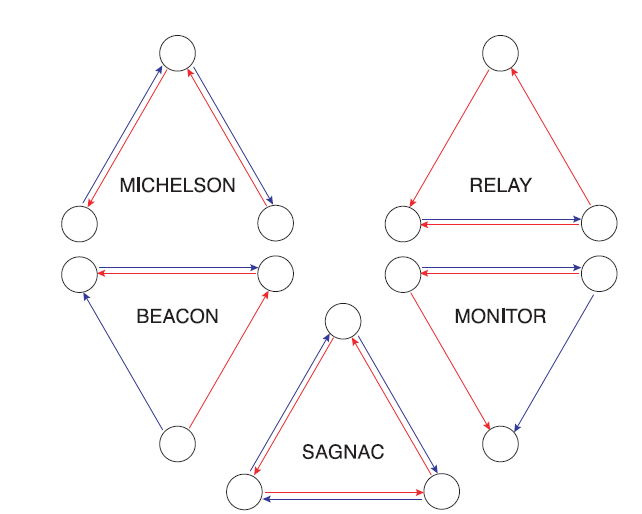 MICHELSON
RELAY
BEACON
MONITOR
SAGNAC